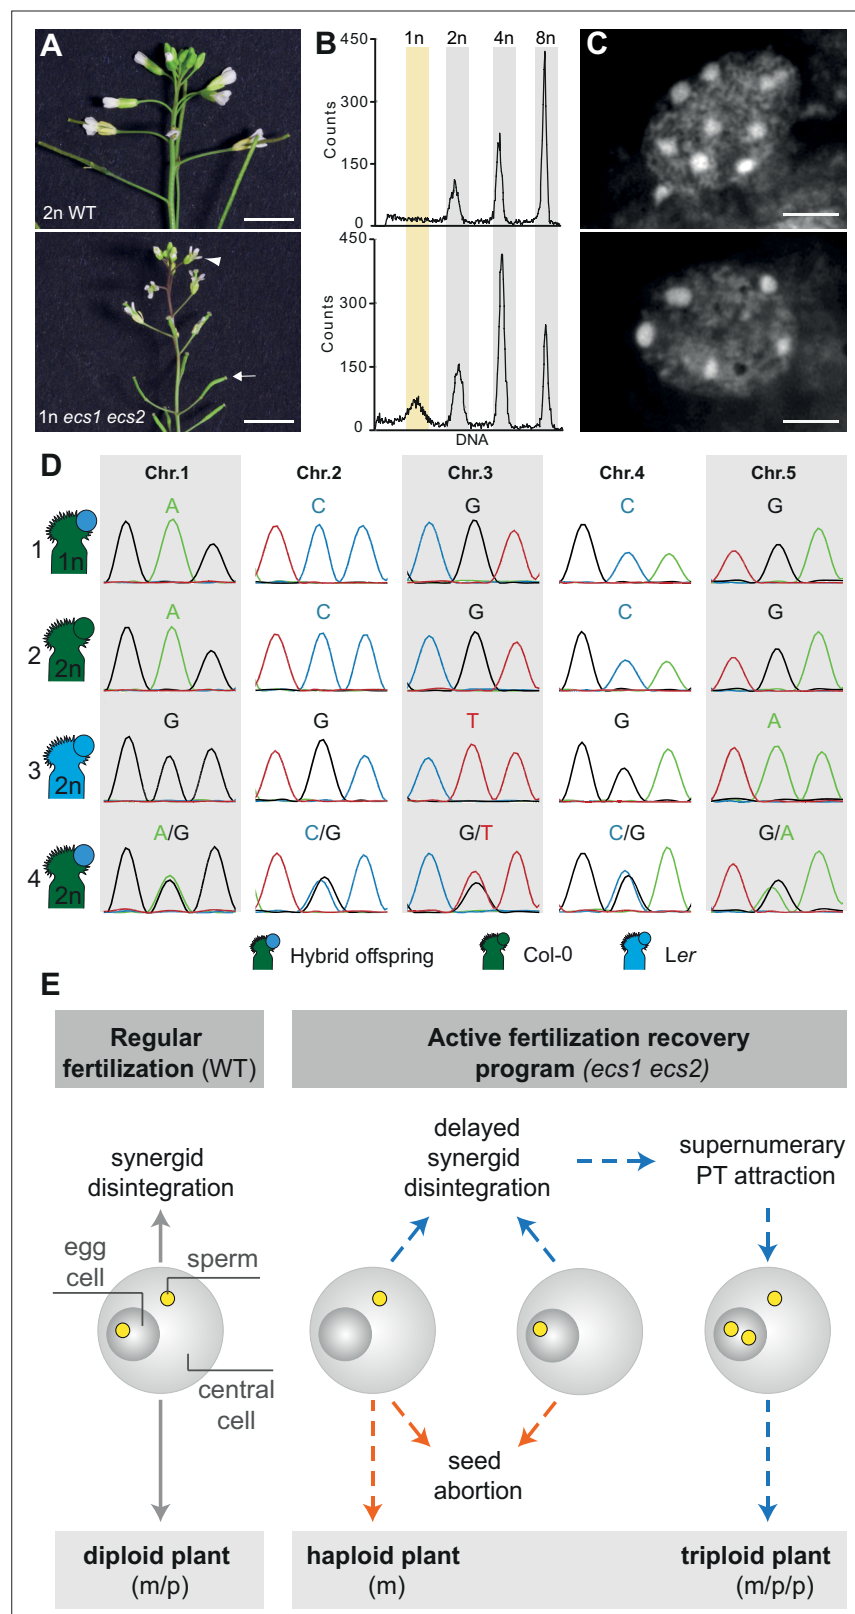 A
2n WT
1n ecs1 ecs2
B
1n 2n 4n 8n
450
300
150
0
Counts
450
300
150
0
Counts
DNA
C
D
Chr.1 Chr.2 Chr.3 Chr.4 Chr.5
A C G C G
1 1n
A C G C G
2 2n
G G T G A
3 2n
A/G C/G G/T C/G G/A
4 2n
Hybrid offspring Col-0 Ler
E
Regular
fertilization (WT)
Active fertilization recovery
program (ecs1 ecs2)
synergid
disintegration
delayed
synergid
disintegration
supernumerary
PT attraction
egg
cell
sperm
central
cell
seed
abortion
diploid plant
(m/p)
haploid plant
(m)
triploid plant
(m/p/p)